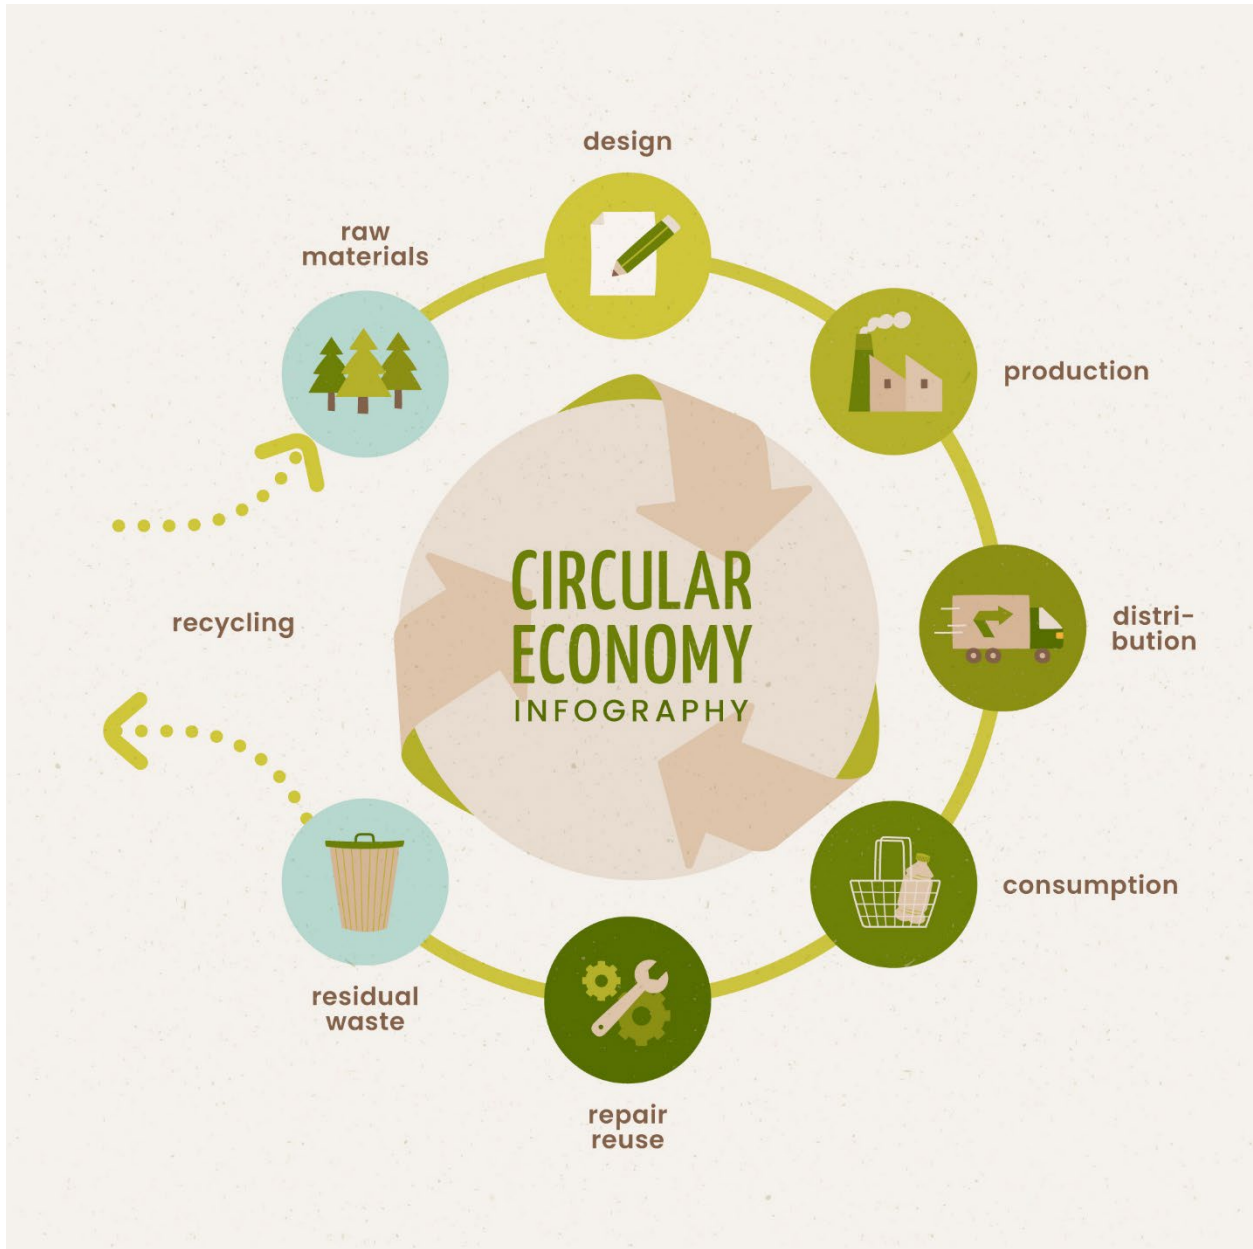 design
raw
materials
production
CIRCULAR
ECONOMY
INFOGRAPHY
distri-
bution
recycling
consumption
residual
waste
repair
reuse